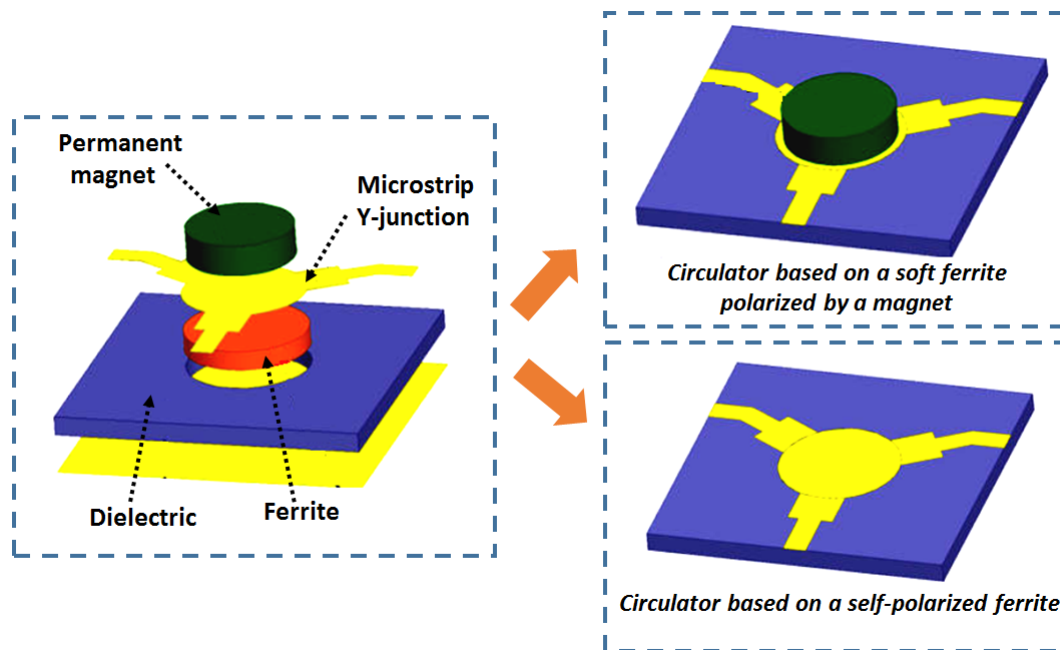 Permanent
magnet
Microstrip
Y-junction
Dielectric
Ferrite
Circulator based on a soft ferrite
polarized by a magnet
Circulator based on a self-polarized ferrite